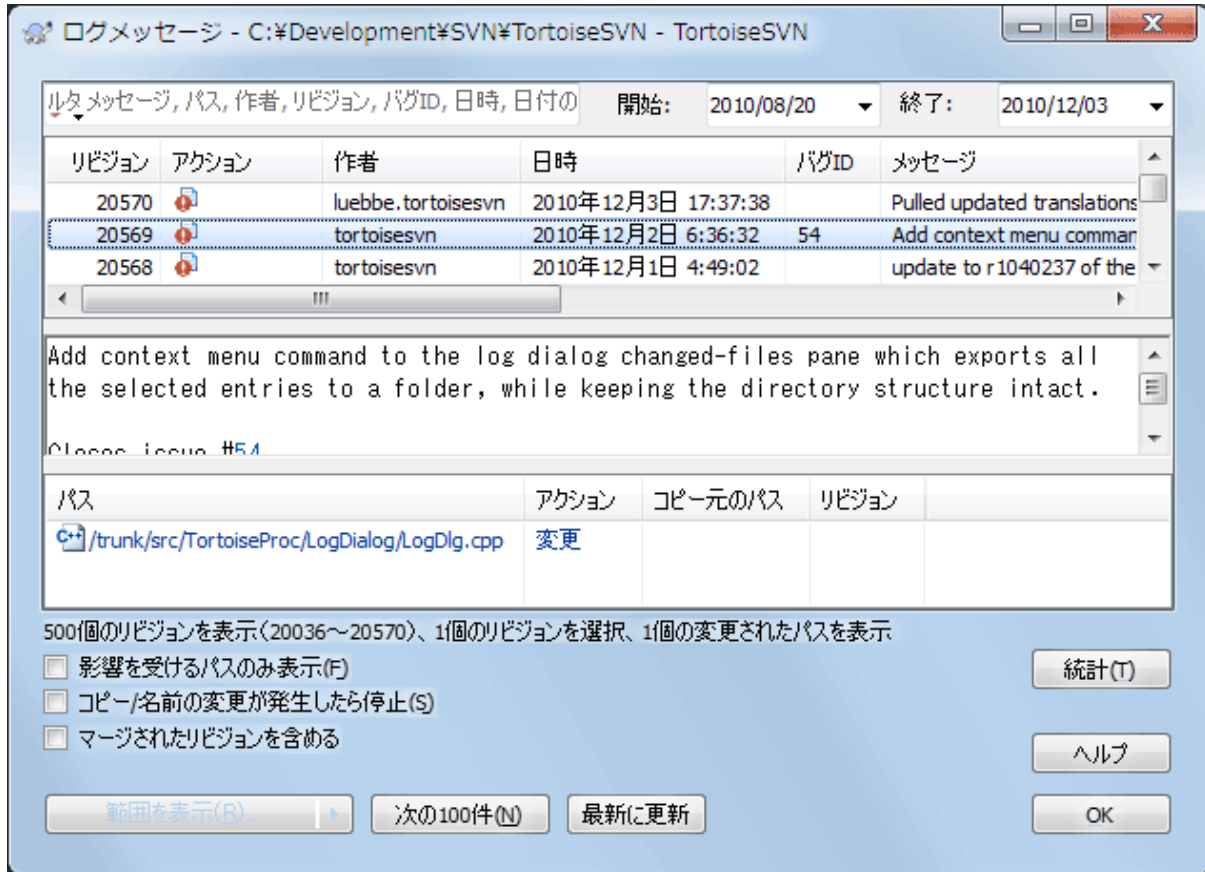 ログメッセージ - C:¥Development¥SVN¥TortoiseSVN - TortoiseSVN
ルタ メッセージ, パス, 作者, リビジョン, バグID, 日時, 日付の 開始: 2010/08/20 終了: 2010/12/03
リビジョン アクション 作者 日時 バグID メッセージ
20570 luebbe.tortoisesvn 2010年12月3日 17:37:38 Pulled updated translations
20569 tortoisesvn 2010年12月2日 6:36:32 54 Add context menu comman
20568 tortoisesvn 2010年12月1日 4:49:02 update to r1040237 of the
Add context menu command to the log dialog changed-files pane which exports all
the selected entries to a folder, while keeping the directory structure intact.
Closes issue #54
パス アクション コピー元のパス リビジョン
C++ /trunk/src/TortoiseProc/LogDialog/LogDlg.cpp 変更
500個のリビジョンを表示(20036～20570)、1個のリビジョンを選択、1個の変更されたパスを表示
影響を受けるパスのみ表示(F)
統計(T)
コピー/名前の変更が発生したら停止(S)
マージされたリビジョンを含める
ヘルプ
範囲を表示(R)... 次の100件(N) 最新に更新 OK